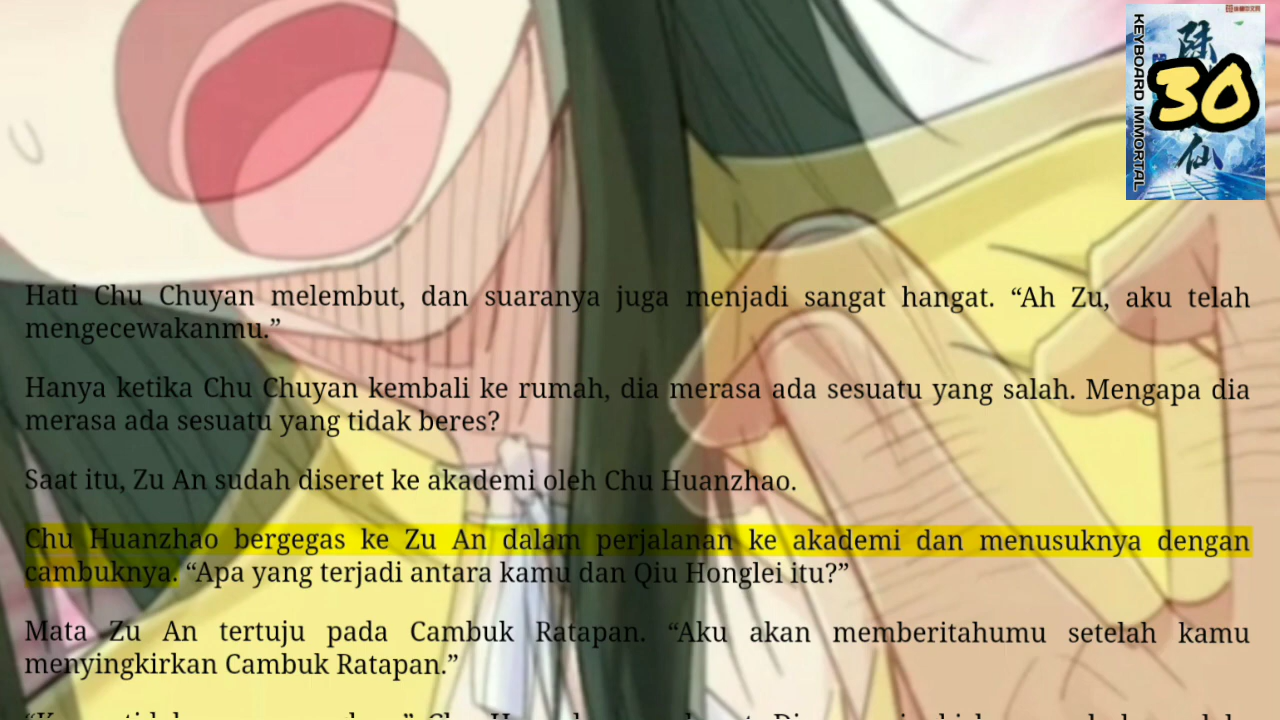 KEYBOARD IMMORTAL
30
仙
Hati Chu Chuyan melembut, dan suaranya juga menjadi sangat hangat. “Ah Zu, aku telah
mengecewakanmu.”
Hanya ketika Chu Chuyan kembali ke rumah, dia merasa ada sesuatu yang salah. Mengapa dia
merasa ada sesuatu yang tidak beres?
Saat itu, Zu An sudah diseret ke akademi oleh Chu Huanzhao.
Chu Huanzhao bergegas ke Zu An dalam perjalanan ke akademi dan menusuknya dengan
cambuknya. “Apa yang terjadi antara kamu dan Qiu Honglei itu?”
Mata Zu An tertuju pada Cambuk Ratapan. “Aku akan memberitahumu setelah kamu
menyingkirkan Cambuk Ratapan.”